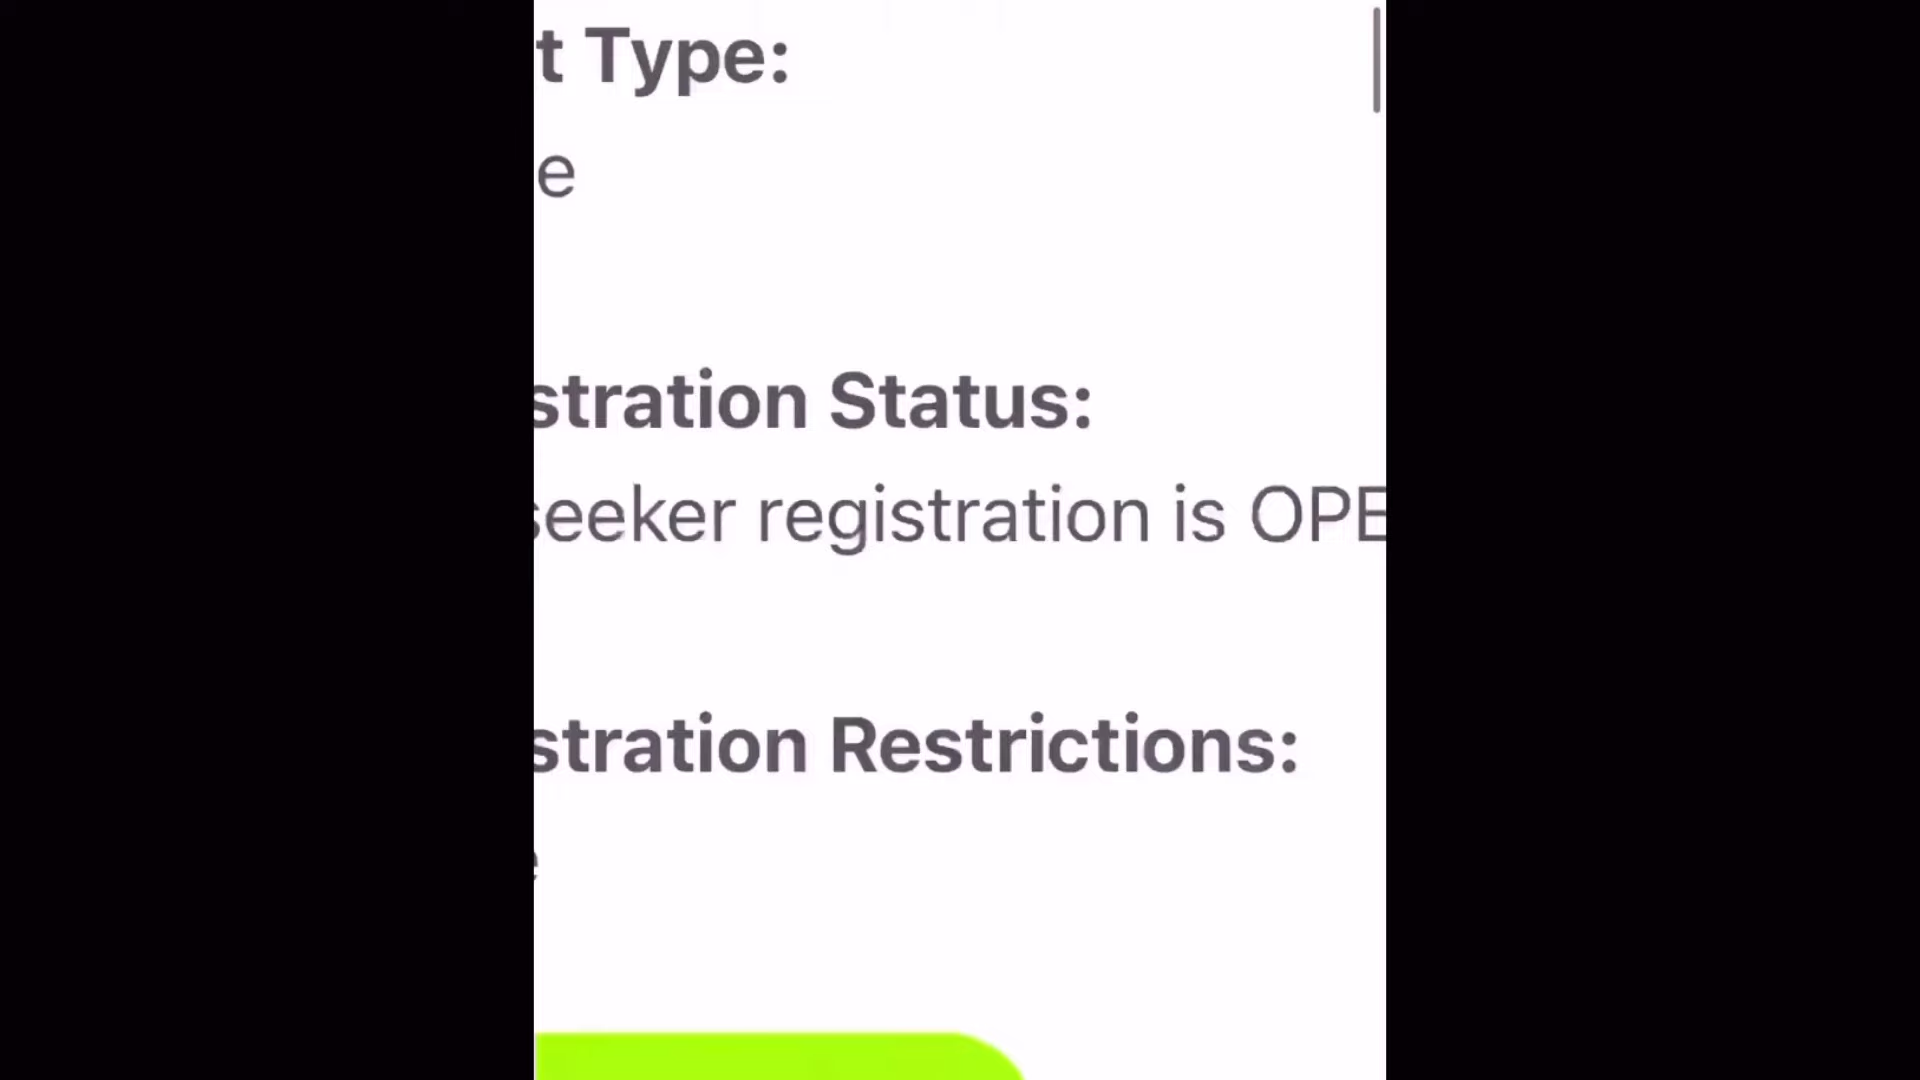 t Type:
e
stration Status:
seeker registration is OPE
stration Restrictions:
e